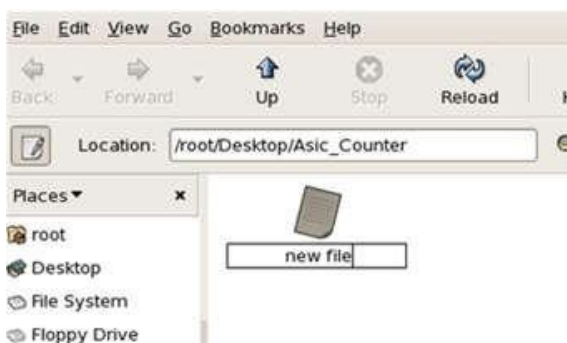 File Edit View Go Bookmarks Help
Back Forward Up Stop Reload
Location: /root/Desktop/Asic_Counter
Places
root
new file
Desktop
File System
Floppy Drive